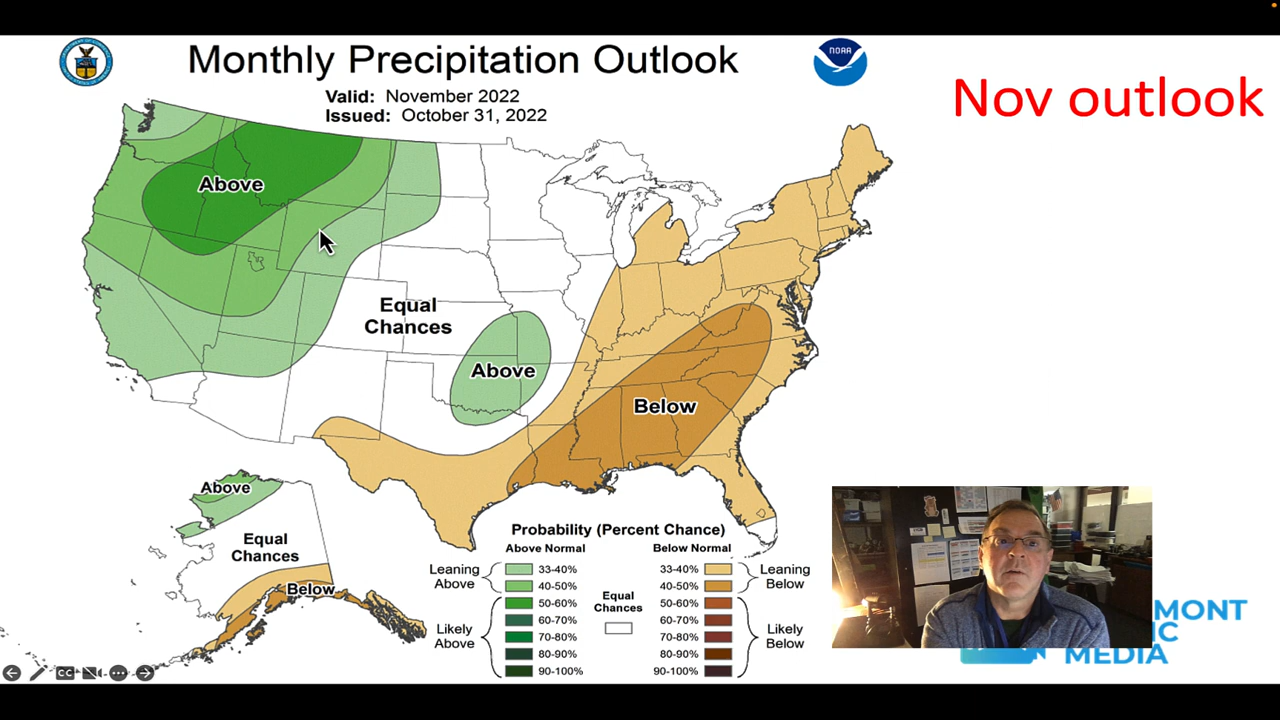 Monthly Precipitation Outlook
NOAA
Nov outlook
Valid: November 2022
Issued: October 31, 2022
Above
Equal
Chances
Above
Below
Above
Equal
Chances
Below
Probability (Percent Chance)
Above Normal
Below Normal
Leaning
Above
33-40%
40-50%
Likely
Above
50-60%
60-70%
70-80%
80-90%
90-100%
Equal
Chances
33-40%
40-50%
Leaning
Below
50-60%
60-70%
70-80%
80-90%
90-100%
Likely
Below
MONT
IC
MEDIA
CC